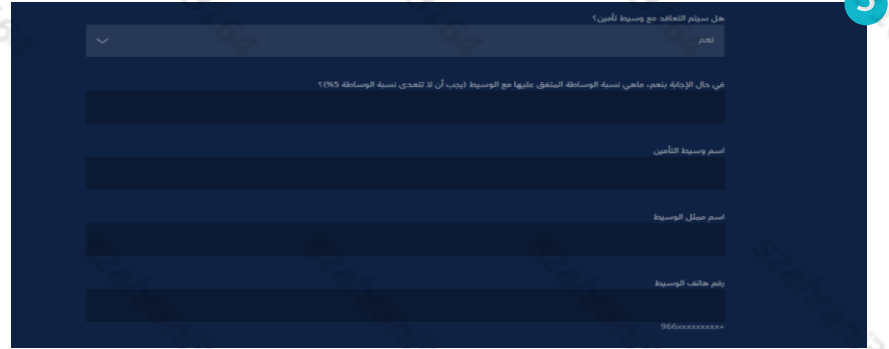 5
هل سيتم التعاقد مع وسيط تأمين؟
نعم
في حال الإجابة بنعم، ماهي نسبة الوساطة المتفق عليها مع الوسيط (يجب أن لا تتعدى نسبة الوساطة 5%)؟
اسم وسيط التأمين
اسم ممثل الوسيط
رقم هاتف الوسيط
+966xxxxxxxxx